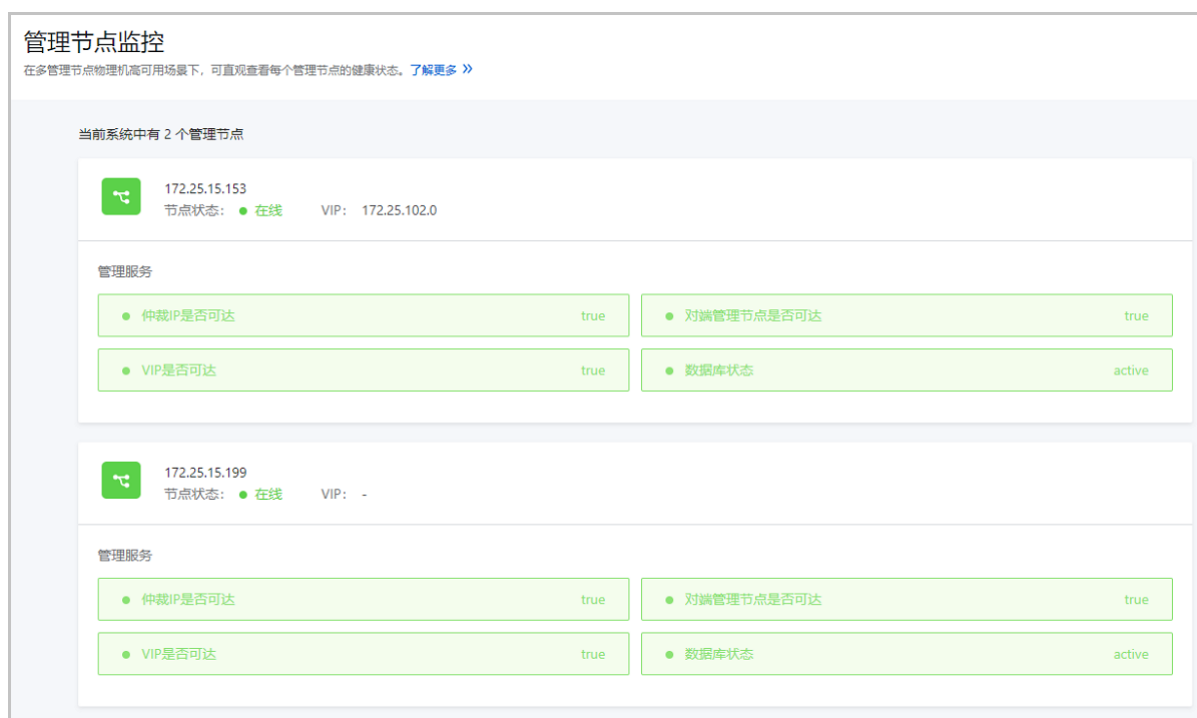 管理节点监控
在多管理节点物理机高可用场景下，可直观查看每个管理节点的健康状态。了解更多
当前系统中有 2 个管理节点
172.25.15.153
节点状态： 在线 VIP： 172.25.102.0
管理服务
仲裁IP是否可达 true 对端管理节点是否可达 true
VIP是否可达 true 数据库状态 active
172.25.15.199
节点状态： 在线 VIP： -
管理服务
仲裁IP是否可达 true 对端管理节点是否可达 true
VIP是否可达 true 数据库状态 active